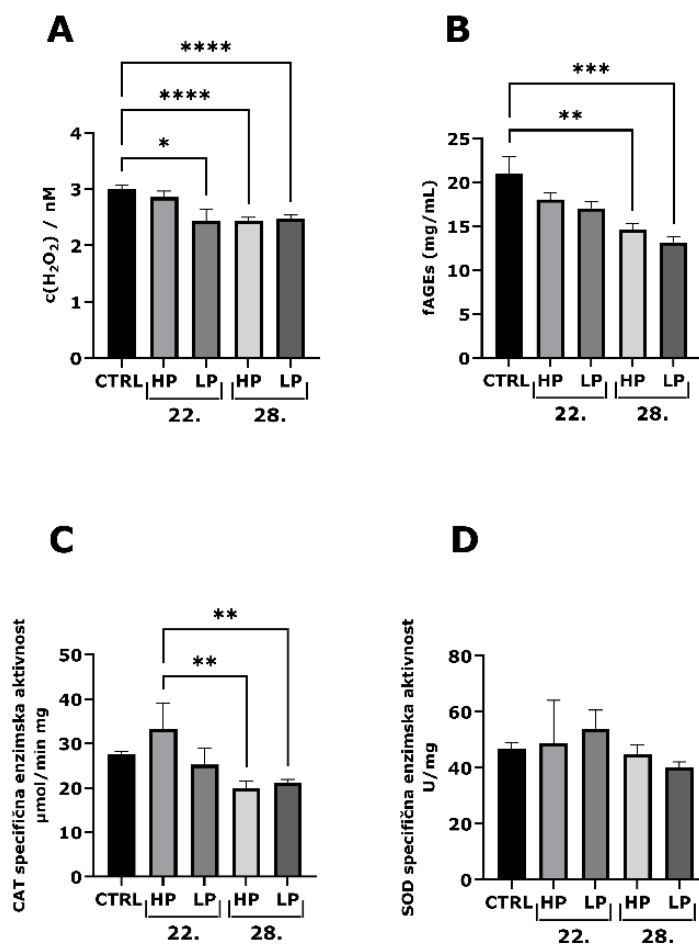 A
****
****
*
c(H₂O₂) / nM
4
3
2
1
0
CTRL HP LP HP LP
22. 28.
B
***
**
fAGEs (mg/mL)
25
20
15
10
5
0
CTRL HP LP HP LP
22. 28.
C
**
**
CAT specifična enzimska aktivnost
µmol/min mg
50
40
30
20
10
0
CTRL HP LP HP LP
22. 28.
D
SOD specifična enzimska aktivnost
U/mg
80
60
40
20
0
CTRL HP LP HP LP
22. 28.